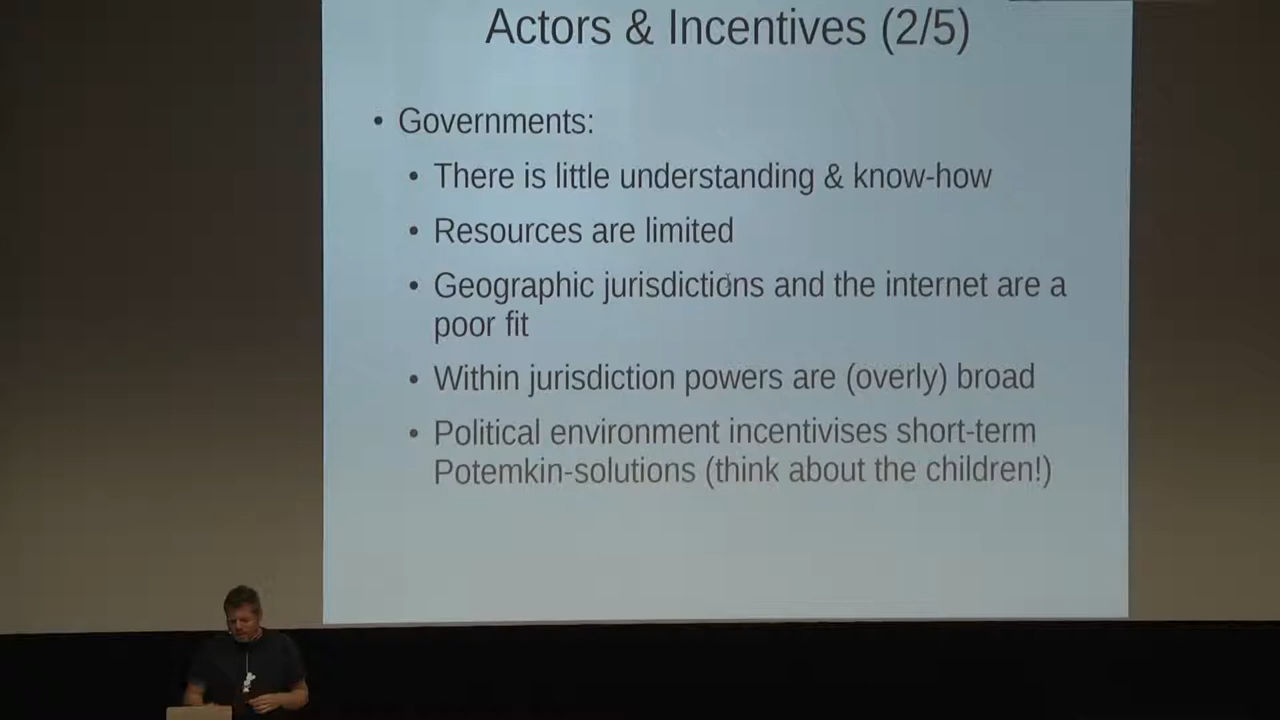 Actors & Incentives (2/5)
• Governments:
• There is little understanding & know-how
• Resources are limited
• Geographic jurisdictions and the internet are a
poor fit
• Within jurisdiction powers are (overly) broad
• Political environment incentivises short-term
Potemkin-solutions (think about the children!)